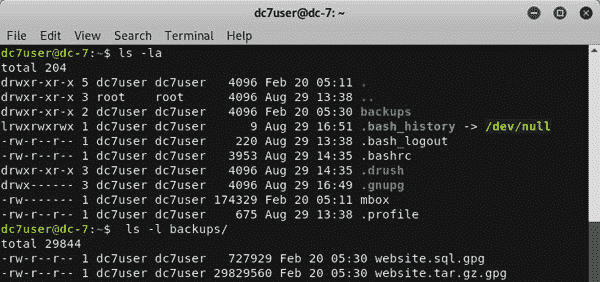 dc7user@dc-7: ~
File Edit View Search Terminal Help
dc7user@dc-7:~$ ls -la
total 204
drwxr-xr-x 5 dc7user dc7user 4096 Feb 20 05:11 .
drwxr-xr-x 3 root root 4096 Aug 29 13:38 ..
drwxr-xr-x 2 dc7user dc7user 4096 Feb 20 05:30 backups
lrwxrwxrwx 1 dc7user dc7user 9 Aug 29 16:51 .bash_history -> /dev/null
-rw-r--r-- 1 dc7user dc7user 220 Aug 29 13:38 .bash_logout
-rw-r--r-- 1 dc7user dc7user 3953 Aug 29 14:35 .bashrc
drwxr-xr-x 3 dc7user dc7user 4096 Aug 29 14:35 .drush
drwx------ 3 dc7user dc7user 4096 Aug 29 16:49 .gnupg
-rw------- 1 dc7user dc7user 174329 Feb 20 05:11 mbox
-rw-r--r-- 1 dc7user dc7user 675 Aug 29 13:38 .profile
dc7user@dc-7:~$ ls -l backups/
total 29844
-rw-r--r-- 1 dc7user dc7user 727929 Feb 20 05:30 website.sql.gpg
-rw-r--r-- 1 dc7user dc7user 29829560 Feb 20 05:30 website.tar.gz.gpg